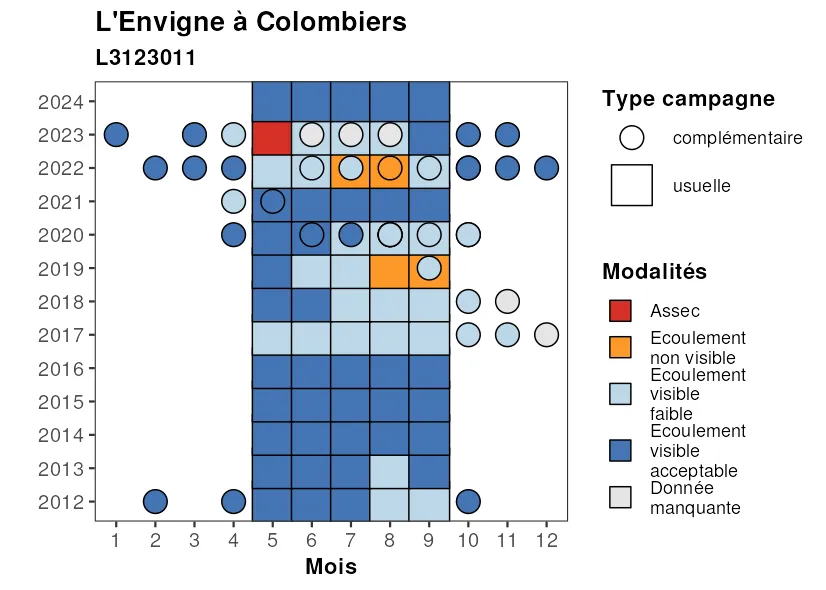 L'Envigne à Colombiers
L3123011
2024
2023
2022
2021
2020
2019
2018
2017
2016
2015
2014
2013
2012
1 2 3 4 5 6 7 8 9 10 11 12
Mois
Type campagne
complémentaire
usuelle
Modalités
Assec
Ecoulement
non visible
Ecoulement
visible
faible
Ecoulement
visible
acceptable
Donnée
manquante